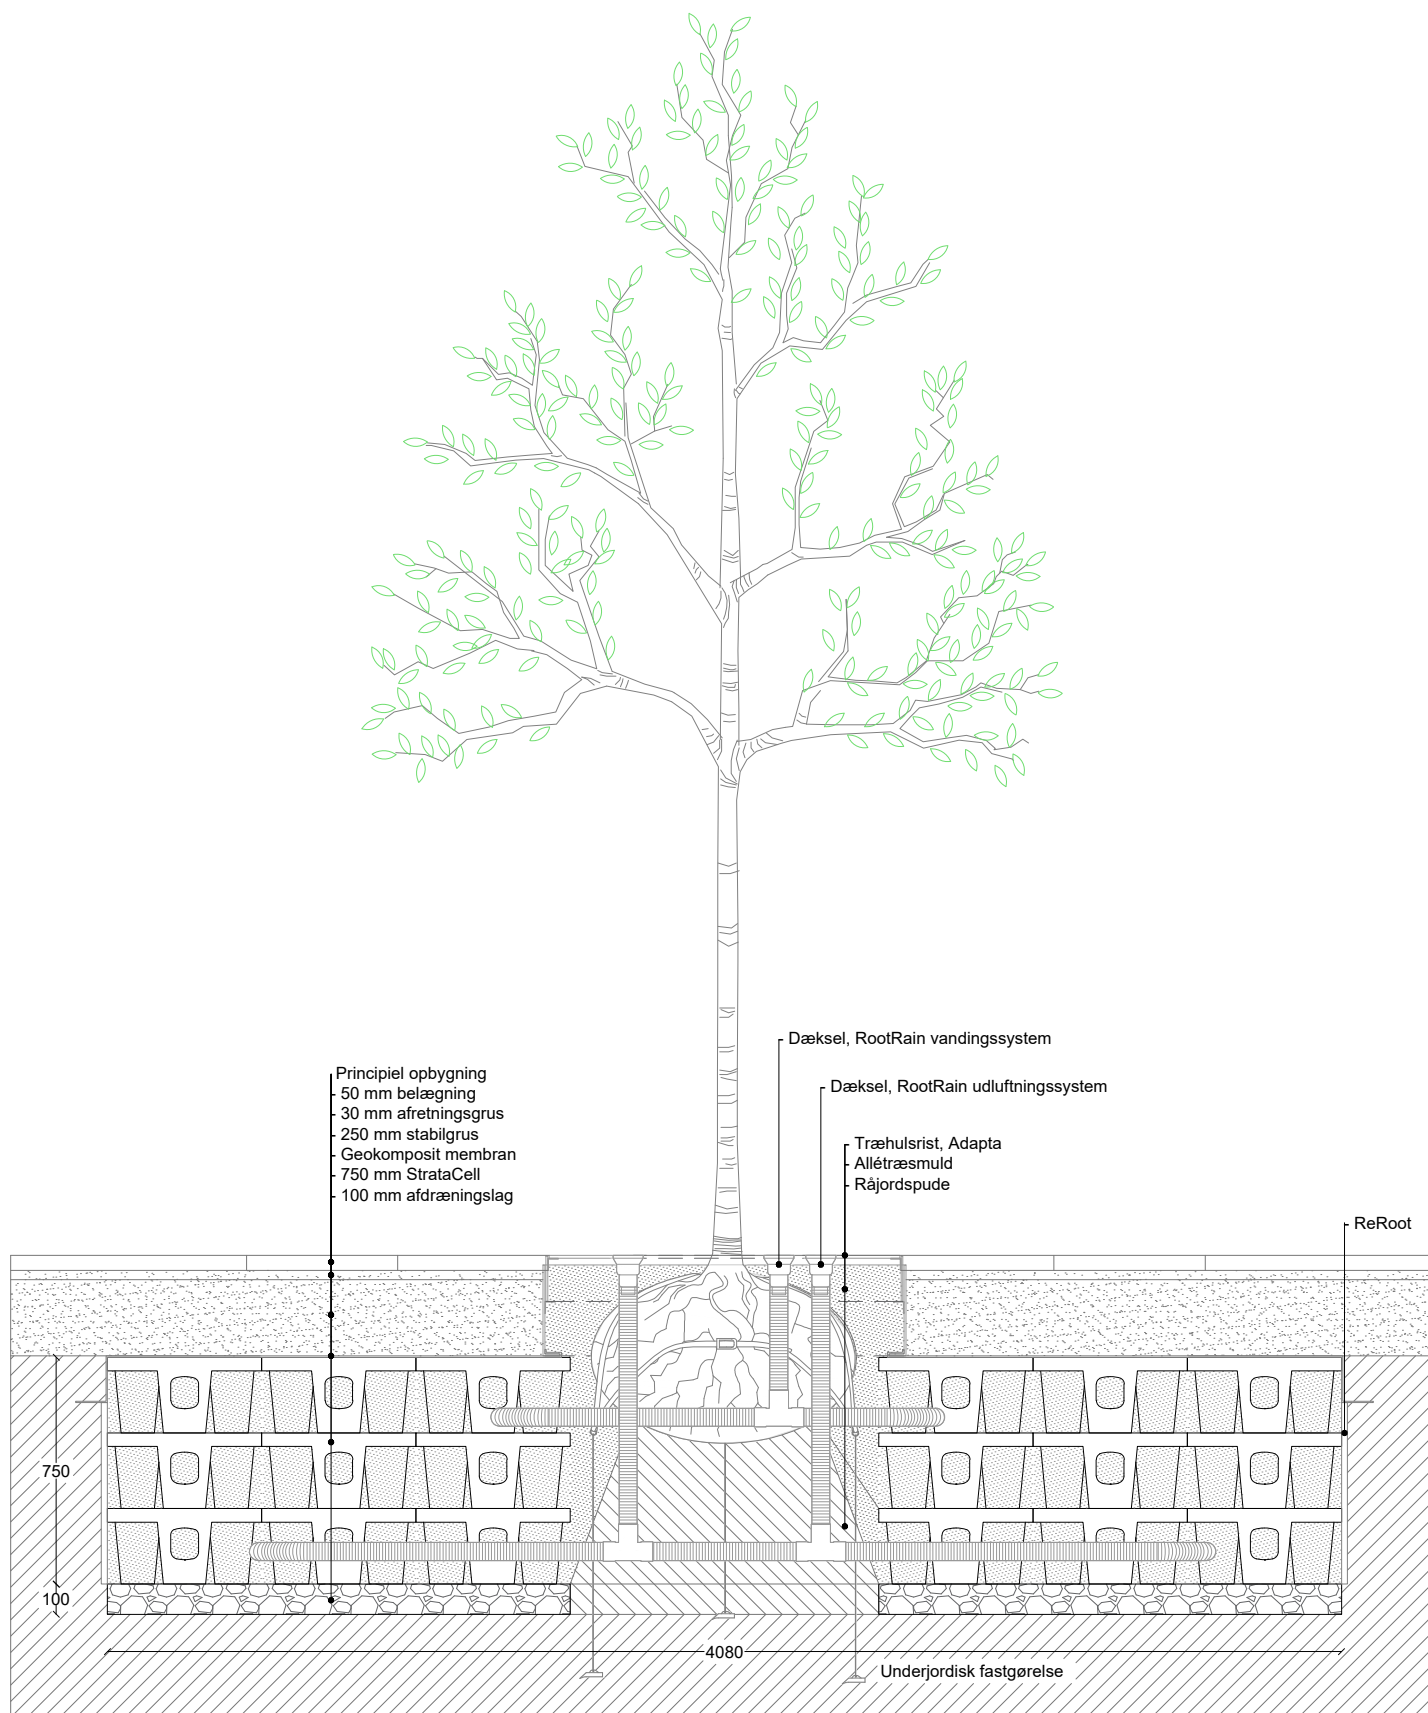 Dæksel, RootRain vandingssystem
Principiel opbygning
50 mm belægning
30 mm afretningsgrus
250 mm stabilgrus
Geokomposit membran
750 mm StrataCell
100 mm afdræningslag
Dæksel, RootRain udluftningssystem
Træhulsrist, Adapta
Allétræsmuld
Råjordspude
ReRoot
750
100
4080
Underjordisk fastgørelse